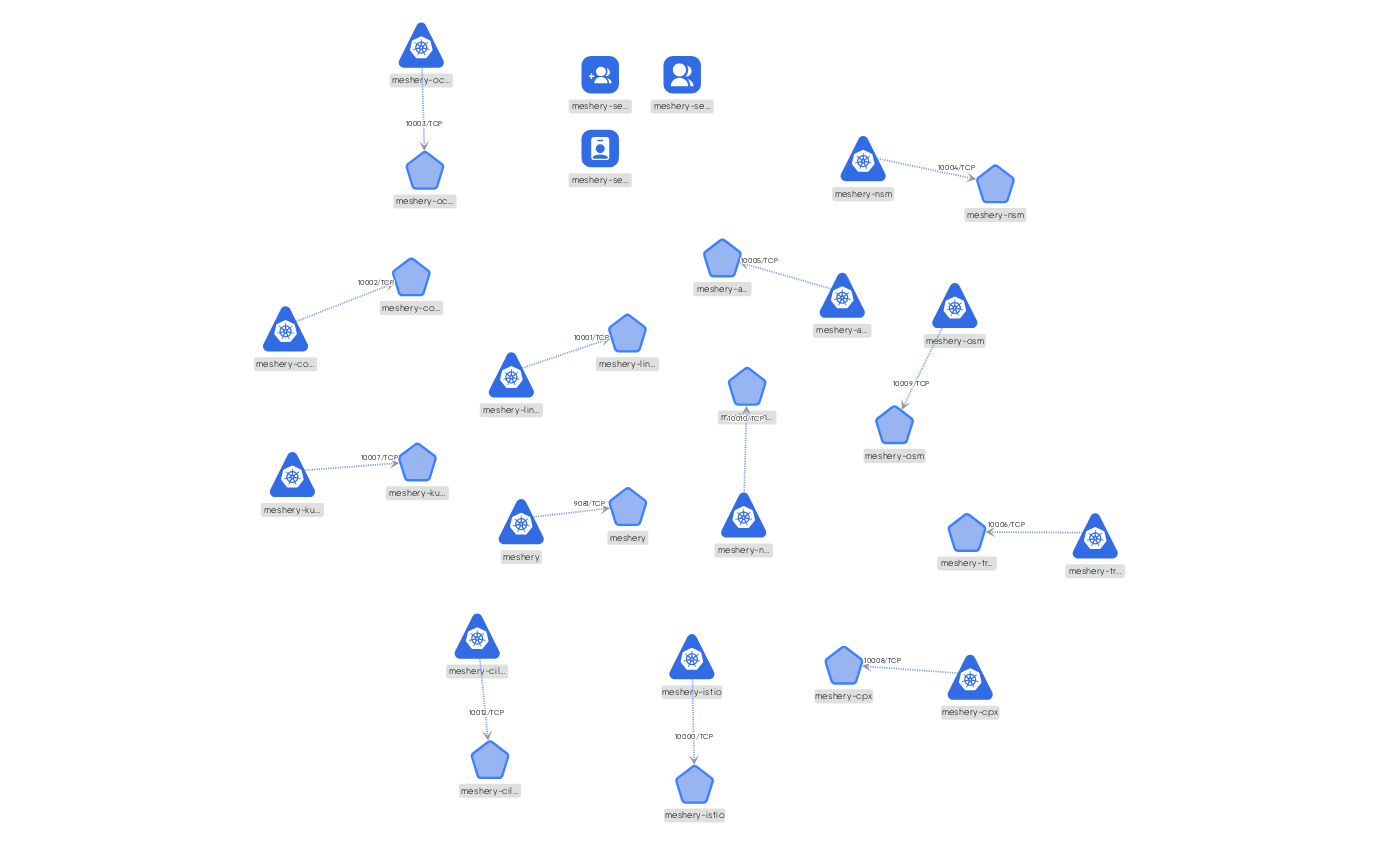 meshery-oc...
10003/TCP
meshery-oc...
meshery-se...
meshery-se...
meshery-se...
meshery-nsm
10004/TCP
meshery-nsm
10002/TCP
meshery-co...
meshery-co...
10005/TCP
meshery-a...
meshery-a...
meshery-osm
10009/TCP
meshery-osm
10001/TCP
meshery-lin...
meshery-lin...
10010/TCP
meshery-n...
10007/TCP
meshery-ku...
meshery-ku...
9081/TCP
meshery
meshery
10006/TCP
meshery-tr...
meshery-tr...
meshery-cil...
10012/TCP
meshery-cil...
meshery-istio
10000/TCP
meshery-istio
10008/TCP
meshery-cpx
meshery-cpx